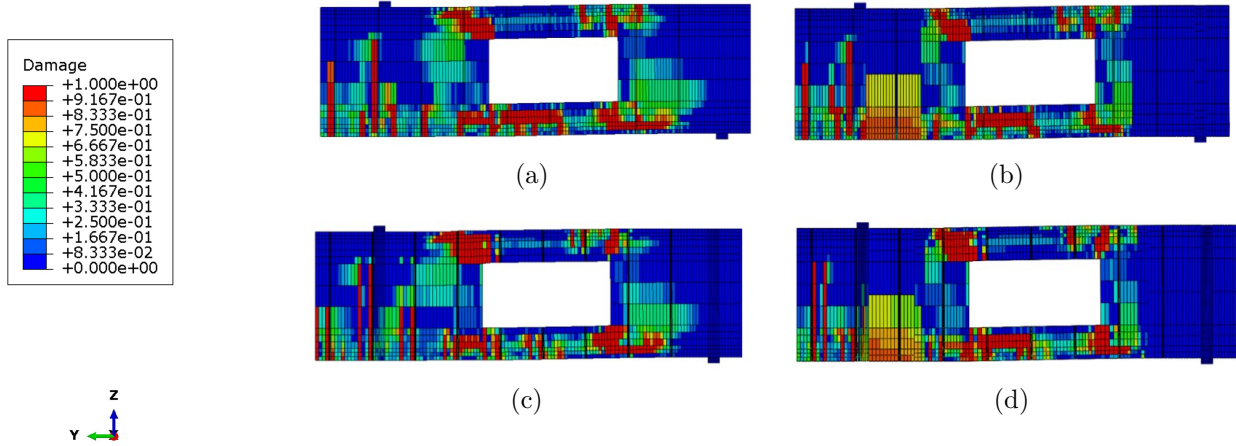 Damage
+1.000e+00
+9.167e-01
+8.333e-01
+7.500e-01
+6.667e-01
+5.833e-01
+5.000e-01
+4.167e-01
+3.333e-01
+2.500e-01
+1.667e-01
+8.333e-02
+0.000e+00
(a)
(b)
(c)
(d)
Z
Y
X